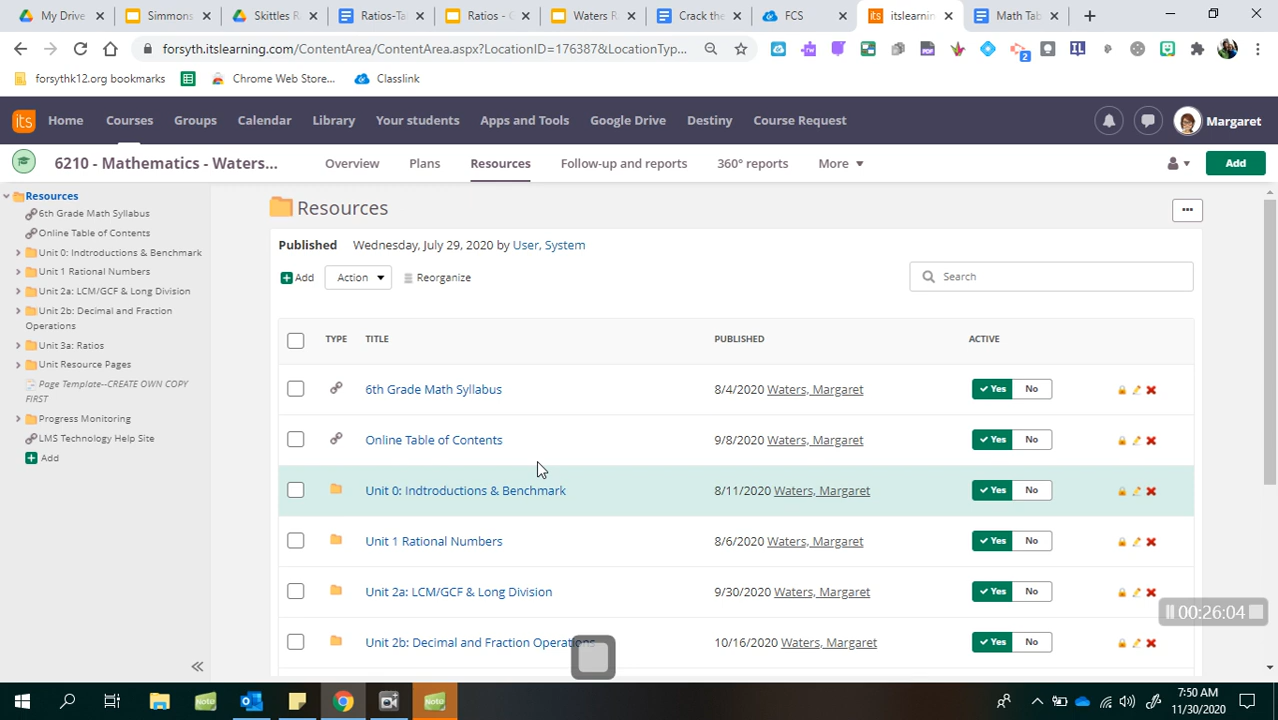 My Drive
Simmons
Skittles R
Ratios-Ta
Ratios - C
Waters R
Crack the
FCS
itslearning
Math Tab
forsyth.itslearning.com/ContentArea/ContentArea.aspx?LocationID=176387&LocationTyp...
forsythk12.org bookmarks
Chrome Web Store...
Classlink
its
Home
Courses
Groups
Calendar
Library
Your students
Apps and Tools
Google Drive
Destiny
Course Request
Margaret
6210 - Mathematics - Waters...
Overview
Plans
Resources
Follow-up and reports
360° reports
More
Add
Resources
6th Grade Math Syllabus
Online Table of Contents
Unit 0: Indtroductions & Benchmark
Unit 1 Rational Numbers
Unit 2a: LCM/GCF & Long Division
Unit 2b: Decimal and Fraction
Operations
Unit 3a: Ratios
Unit Resource Pages
Page Template--CREATE OWN COPY
FIRST
Progress Monitoring
LMS Technology Help Site
Add
Resources
Published Wednesday, July 29, 2020 by User, System
Add
Action
Reorganize
Search
TYPE TITLE PUBLISHED ACTIVE
6th Grade Math Syllabus 8/4/2020 Waters, Margaret Yes No
Online Table of Contents 9/8/2020 Waters, Margaret Yes No
Unit 0: Indtroductions & Benchmark 8/11/2020 Waters, Margaret Yes No
Unit 1 Rational Numbers 8/6/2020 Waters, Margaret Yes No
Unit 2a: LCM/GCF & Long Division 9/30/2020 Waters, Margaret Yes No
Unit 2b: Decimal and Fraction Operations 10/16/2020 Waters, Margaret Yes No
00:26:04
7:50 AM
11/30/2020